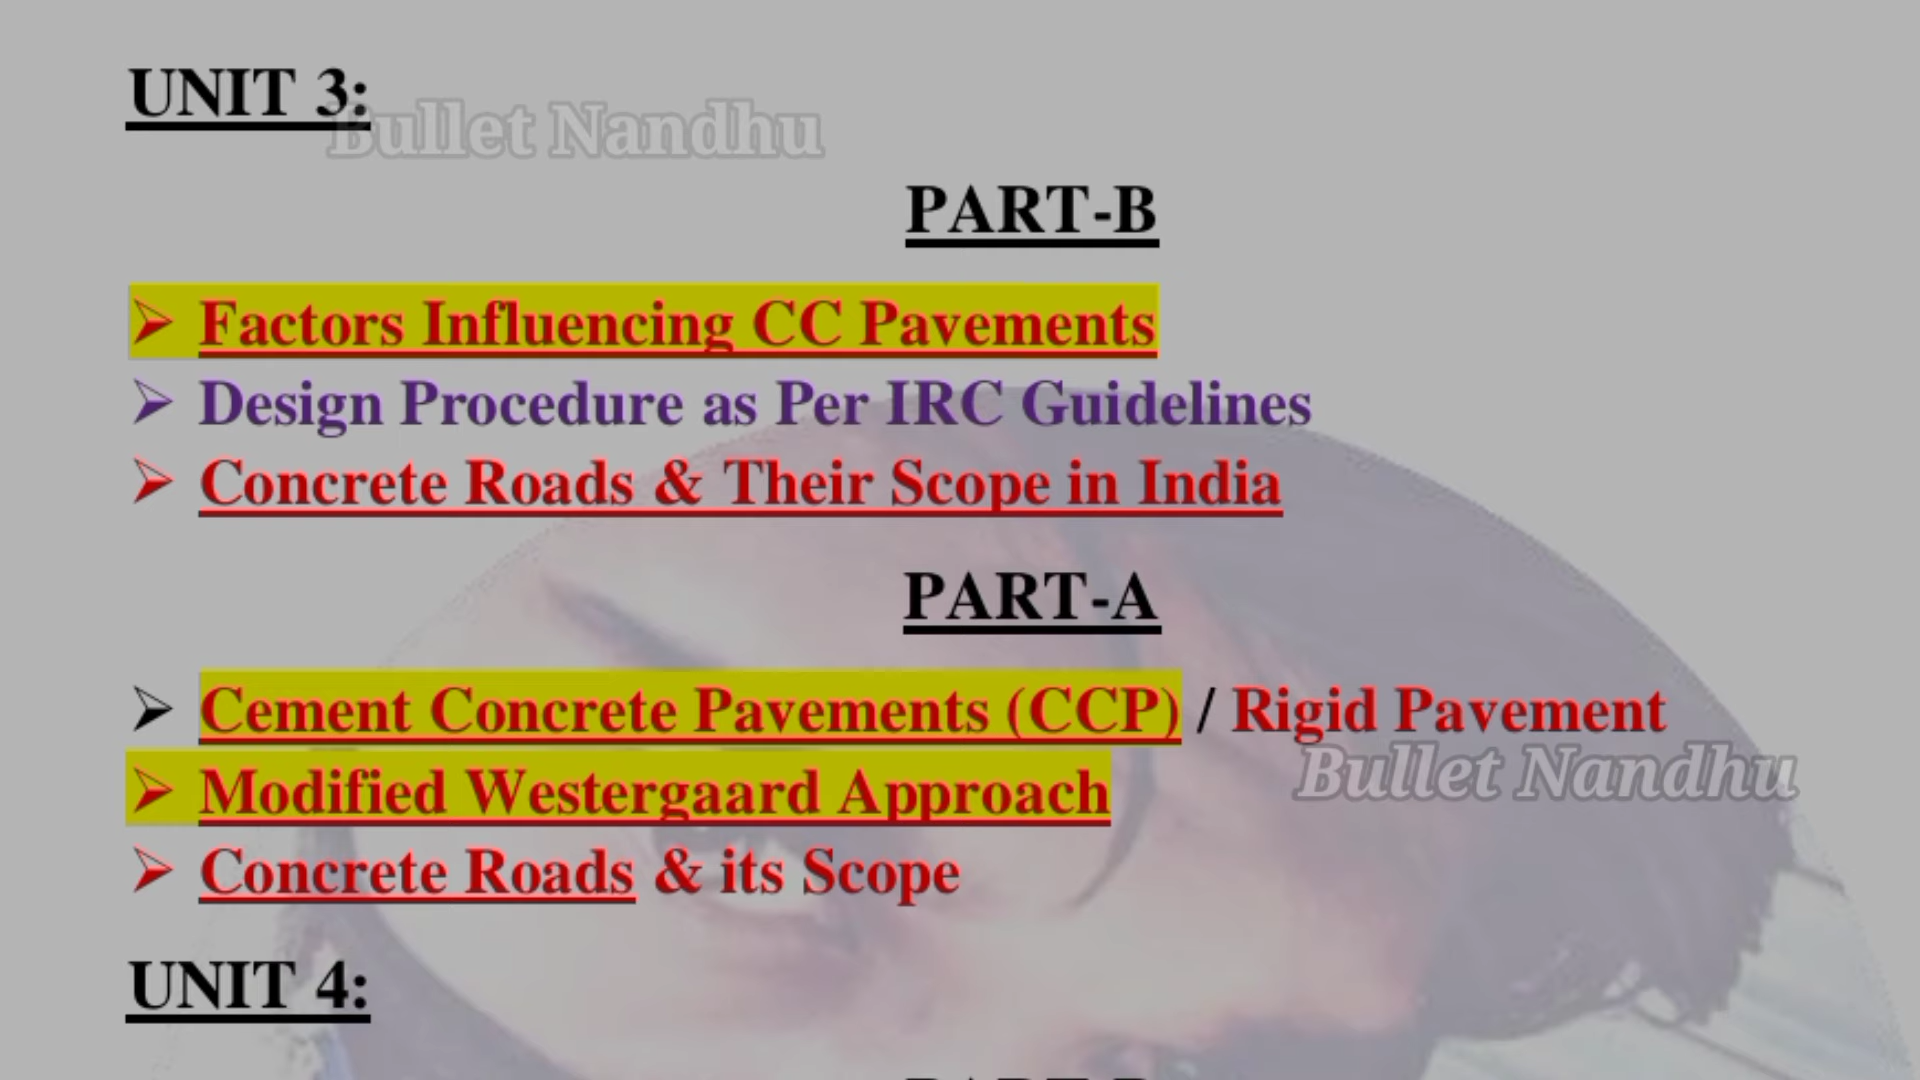 UNIT 3:
Bullet Nandhu
PART-B
➢ Factors Influencing CC Pavements
➢ Design Procedure as Per IRC Guidelines
➢ Concrete Roads & Their Scope in India
PART-A
➢ Cement Concrete Pavements (CCP) / Rigid Pavement
➢ Modified Westergaard Approach
Bullet Nandhu
➢ Concrete Roads & its Scope
UNIT 4: